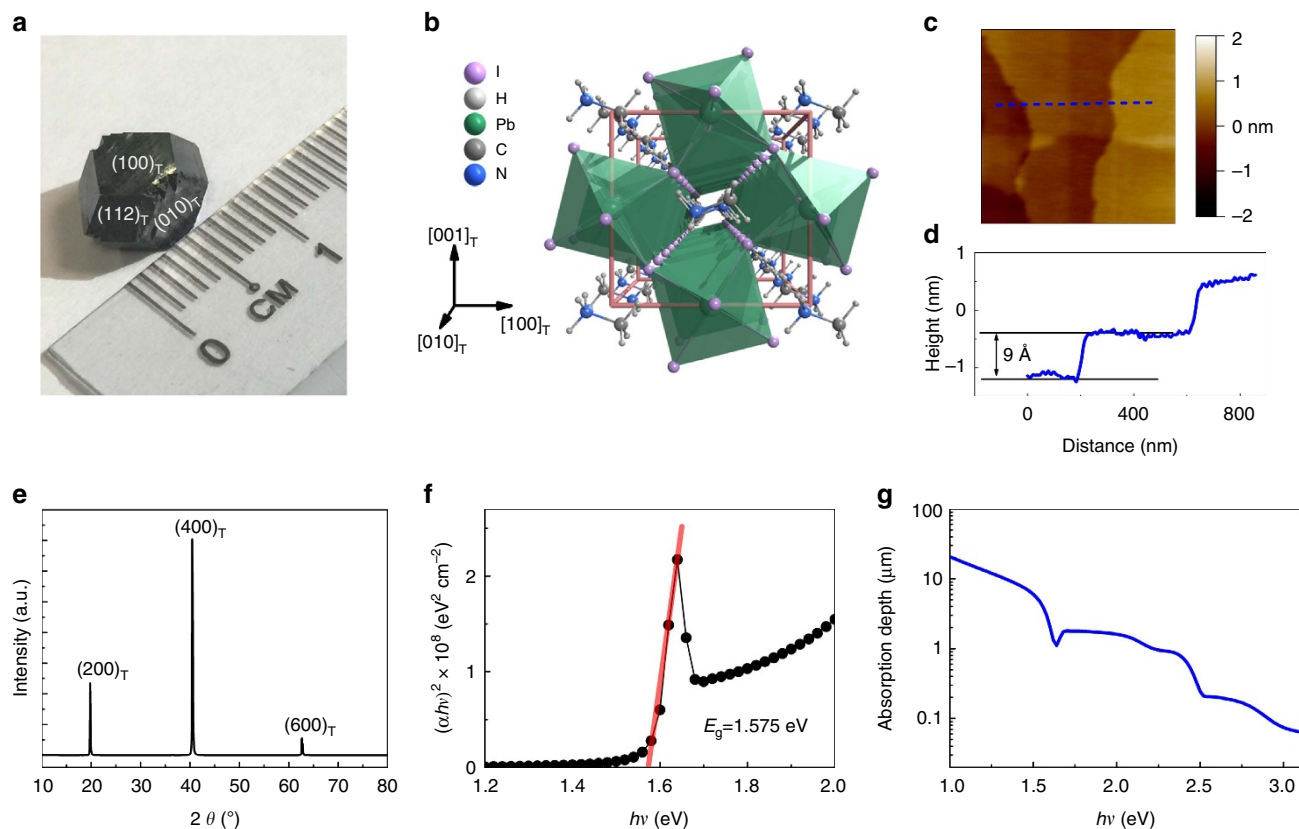 a
(100)T
(112)T
(010)T
0
CM
1
b
I
H
Pb
C
N
[001]T
[100]T
[010]T
c
2
1
0 nm
−1
−2
d
Height (nm)
1
0
−1
9 Å
0
400
800
Distance (nm)
e
Intensity (a.u.)
(200)T
(400)T
(600)T
10 20 30 40 50 60 70 80
2 θ (°)
f
(αhν)² × 10⁸ (eV² cm⁻²)
2
1
0
Eg=1.575 eV
1.2 1.4 1.6 1.8 2.0
hν (eV)
g
Absorption depth (μm)
100
10
1
0.1
1.0 1.5 2.0 2.5 3.0
hν (eV)